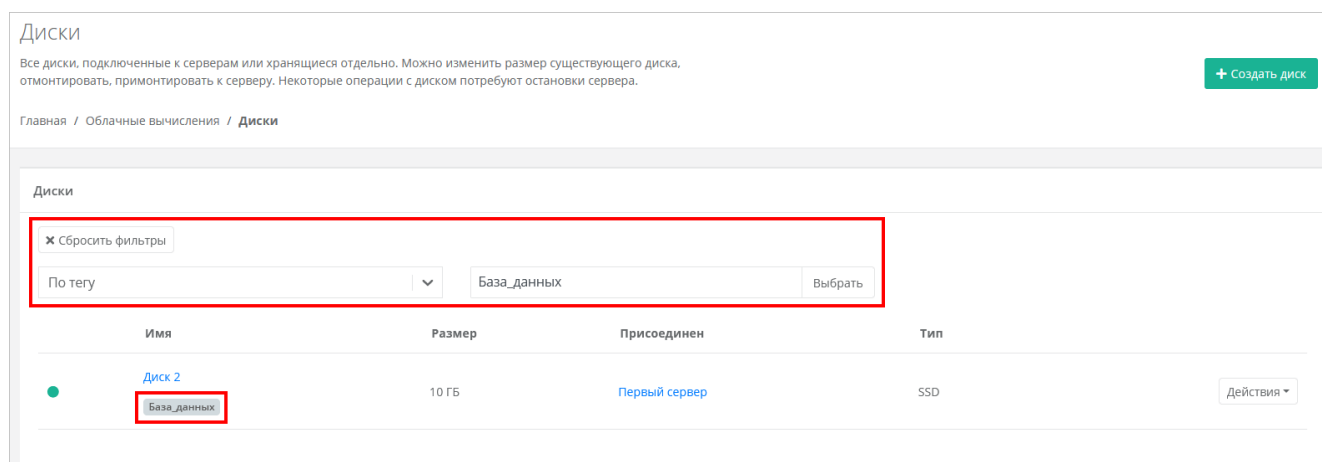 Диски
Все диски, подключенные к серверам или хранящиеся отдельно. Можно изменить размер существующего диска,
отмонтировать, примонтировать к серверу. Некоторые операции с диском потребуют остановки сервера.
+ Создать диск
Главная / Облачные вычисления / Диски
Диски
× Сбросить фильтры
По тегу База_данных Выбрать
Имя Размер Присоединен Тип
Диск 2
База_данных
10 ГБ Первый сервер SSD Действия